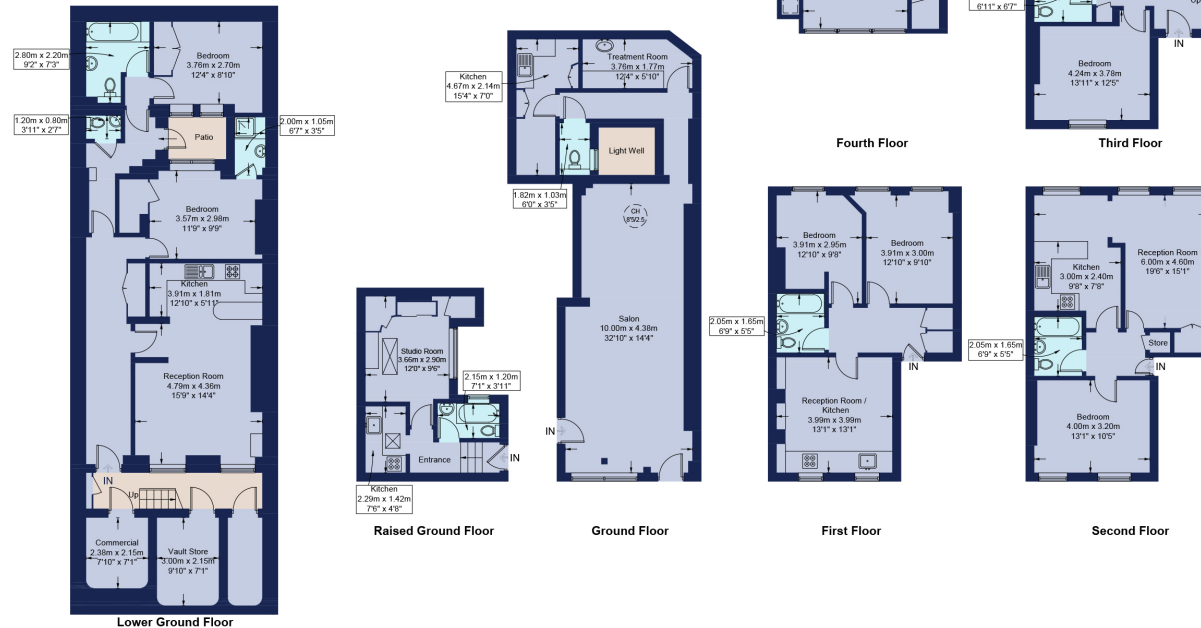 2.80m x 2.20m
9'2" x 7'3"
Bedroom
3.76m x 2.70m
12'4" x 8'10"
1.20m x 0.80m
3'11" x 2'7"
2.00m x 1.05m
6'7" x 3'5"
Patio
Bedroom
3.57m x 2.98m
11'9" x 9'9"
Kitchen
3.91m x 1.81m
12'10" x 5'11"
Reception Room
4.79m x 4.36m
15'9" x 14'4"
IN
Up
Commercial
2.38m x 2.15m
7'10" x 7'1"
Vault Store
3.00m x 2.15m
9'10" x 7'1"
Lower Ground Floor
Studio Room
3.66m x 2.90m
12'0" x 9'6"
2.15m x 1.20m
7'1" x 3'11"
Entrance
IN
Kitchen
2.29m x 1.42m
7'6" x 4'8"
Raised Ground Floor
Kitchen
4.67m x 2.14m
15'4" x 7'0"
Treatment Room
3.76m x 1.77m
12'4" x 5'10"
Light Well
1.82m x 1.03m
6'0" x 3'5"
CH
8'5/2.5
Salon
10.00m x 4.38m
32'10" x 14'4"
IN
Ground Floor
Fourth Floor
6'11" x 6'7"
Up
IN
Bedroom
4.24m x 3.78m
13'11" x 12'5"
Third Floor
Bedroom
3.91m x 2.95m
12'10" x 9'8"
Bedroom
3.91m x 3.00m
12'10" x 9'10"
2.05m x 1.65m
6'9" x 5'5"
IN
Reception Room /
Kitchen
3.99m x 3.99m
13'1" x 13'1"
First Floor
Reception Room
6.00m x 4.60m
19'6" x 15'1"
Kitchen
3.00m x 2.40m
9'8" x 7'8"
2.05m x 1.65m
6'9" x 5'5"
Store
IN
Bedroom
4.00m x 3.20m
13'1" x 10'5"
Second Floor